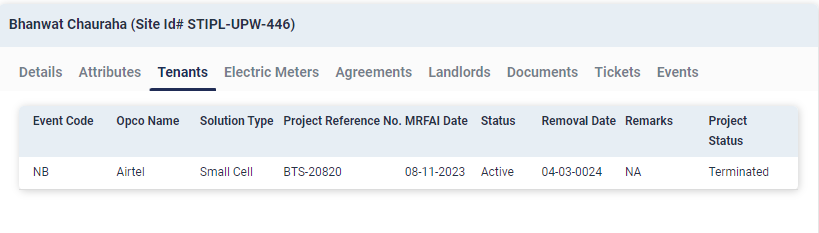 Bhanwat Chauraha (Site Id# STIPL-UPW-446)
Details Attributes Tenants Electric Meters Agreements Landlords Documents Tickets Events
Event Code Opco Name Solution Type Project Reference No. MRFAI Date Status Removal Date Remarks Project Status
NB Airtel Small Cell BTS-20820 08-11-2023 Active 04-03-0024 NA Terminated